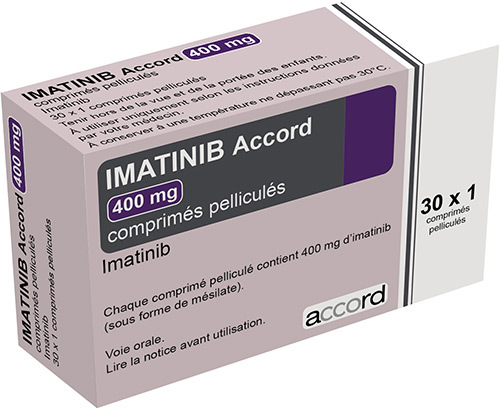 IMATINIB Accord 400 mg
comprimés pelliculés
Imatinib
30 x 1 comprimés pelliculés
Tenir hors de la vue et de la portée des enfants.
À utiliser uniquement selon les instructions données
par votre médecin.
À conserver à une température ne dépassant pas 30°C.
IMATINIB Accord
400 mg
comprimés pelliculés
Imatinib
Chaque comprimé pelliculé contient 400 mg d'imatinib
(sous forme de mésilate).
Voie orale.
Lire la notice avant utilisation.
accord
30 x 1
comprimés
pelliculés
IMATINIB Accord 400 mg
comprimés pelliculés
Imatinib
30 x 1 comprimés pelliculés